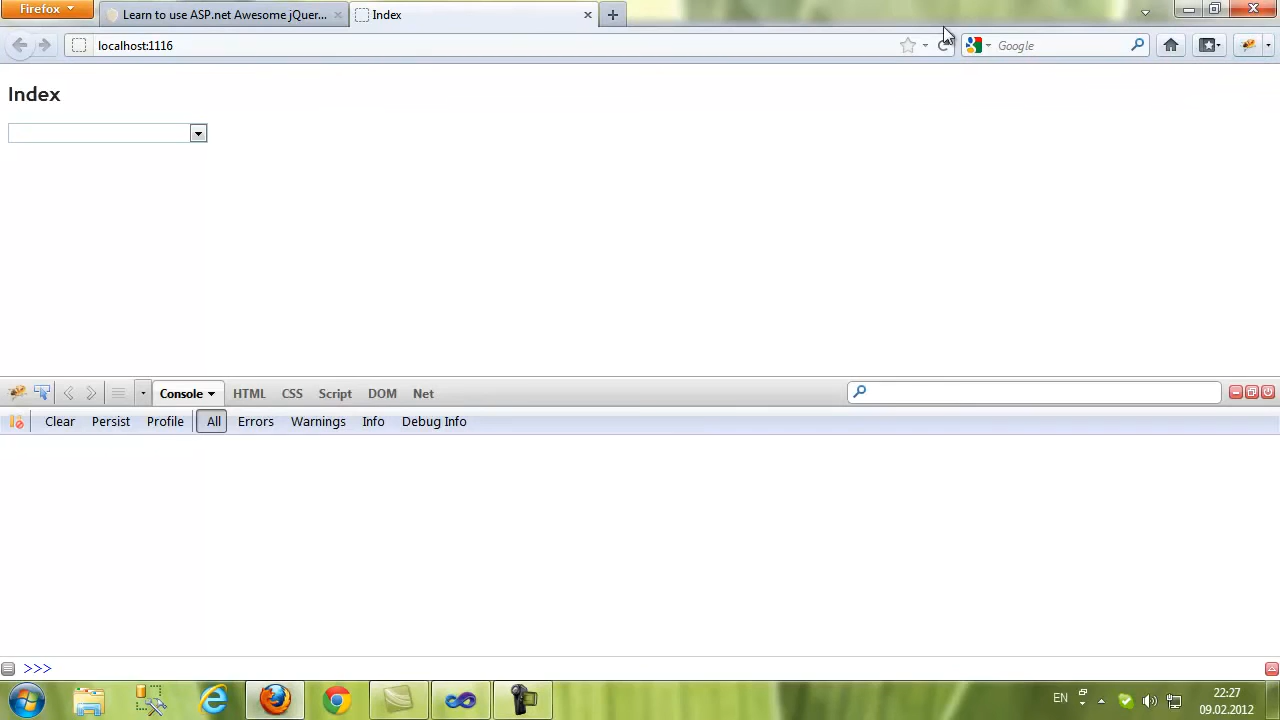 Firefox
Learn to use ASP.net Awesome jQuer...
Index
localhost:1116
Google
Index
Console HTML CSS Script DOM Net
Clear Persist Profile All Errors Warnings Info Debug Info
>>>
EN
22:27
09.02.2012